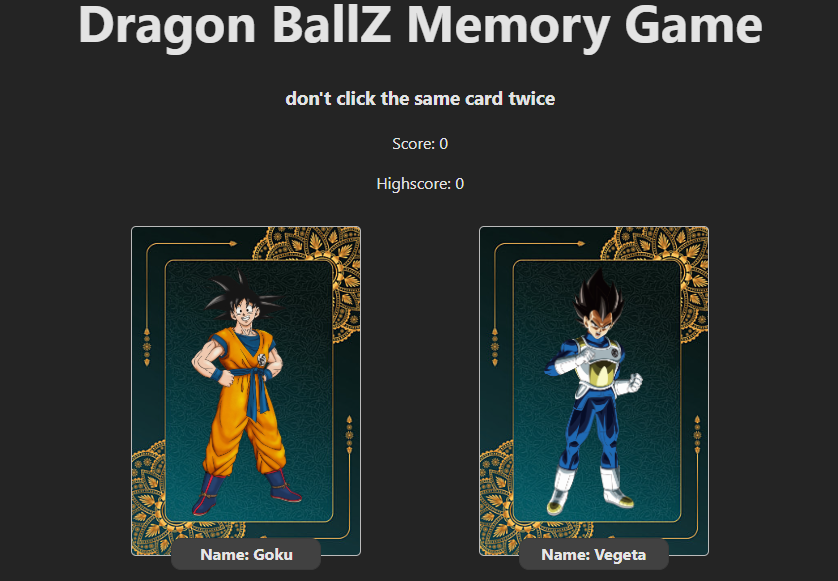 Dragon BallZ Memory Game
don't click the same card twice
Score: 0
Highscore: 0
Name: Goku
Name: Vegeta